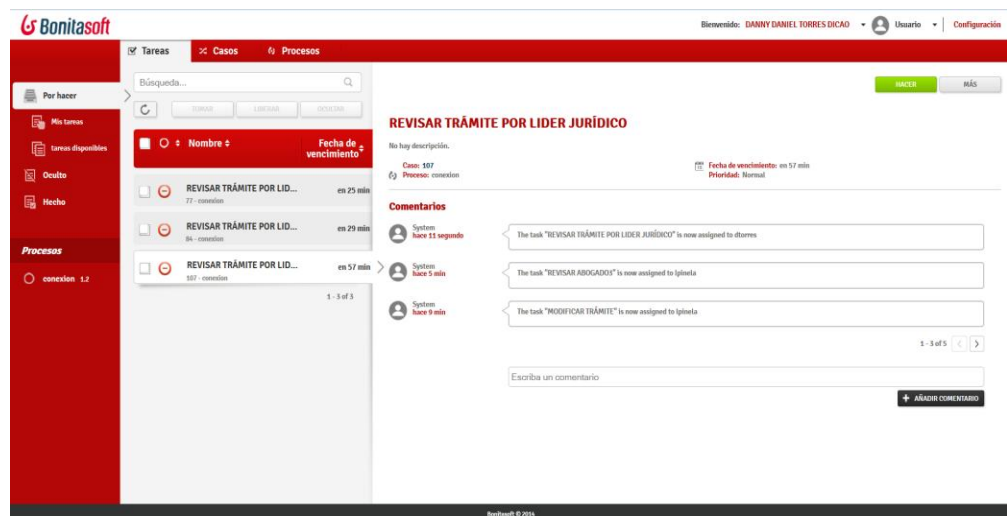 Bonitasoft
Bienvenido: DANNY DANIEL TORRES DICAO
Usuario
Configuración
Tareas
Casos
Procesos
Por hacer
Mis tareas
tareas disponibles
Oculto
Hecho
Procesos
conexion 1.2
Búsqueda...
TOMAR
LIBERAR
OCULTAR
Nombre
Fecha de
vencimiento
REVISAR TRÁMITE POR LID...
en 25 min
77 - conexion
REVISAR TRÁMITE POR LID...
en 29 min
94 - conexion
REVISAR TRÁMITE POR LID...
en 57 min
107 - conexion
1 - 3 of 3
HACER
MÁS
REVISAR TRÁMITE POR LIDER JURÍDICO
No hay descripción.
Caso: 107
Proceso: conexion
Fecha de vencimiento: en 57 min
Prioridad: Normal
Comentarios
System
hace 11 segundo
The task "REVISAR TRÁMITE POR LIDER JURÍDICO" is now assigned to dtorres
System
hace 5 min
The task "REVISAR ABOGADOS" is now assigned to lpinela
System
hace 9 min
The task "MODIFICAR TRÁMITE" is now assigned to lpinela
1 - 3 of 5
Escriba un comentario
AÑADIR COMENTARIO
Bonitasoft © 2014